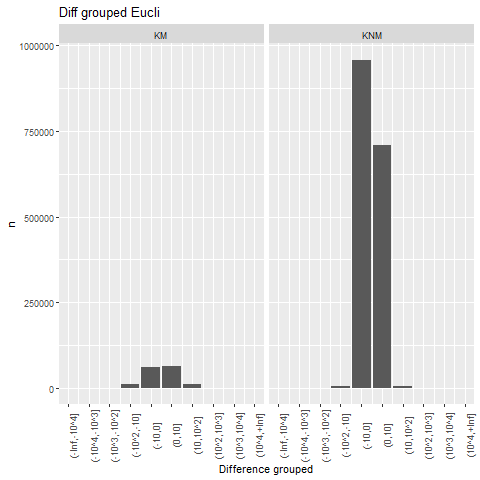 Diff grouped Eucli
KM
KNM
1000000
750000
500000
250000
0
n
(-Inf,-10^4]
(-10^4,-10^3]
(-10^3,-10^2]
(-10^2,-10]
(-10,0]
(0,10]
(10,10^2]
(10^2,10^3]
(10^3,10^4]
(10^4,+Inf]
(-Inf,-10^4]
(-10^4,-10^3]
(-10^3,-10^2]
(-10^2,-10]
(-10,0]
(0,10]
(10,10^2]
(10^2,10^3]
(10^3,10^4]
(10^4,+Inf]
Difference grouped